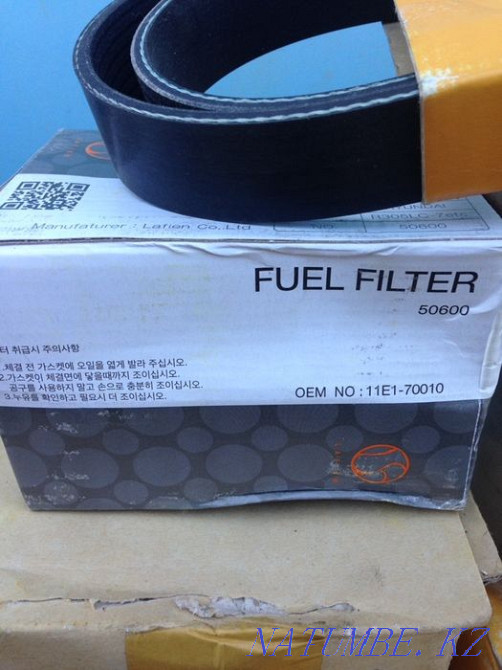 HYUNDAI
R305LC-7etc
Manufaturer : Lafien Co.,Ltd NO 50600
FUEL FILTER
50600
터 취급시 주의사항
1.체결 전 가스켓에 오일을 엷게 발라 주십시오.
2.가스켓이 체결면에 닿을때까지 조이십시오.
공구를 사용하지 말고 손으로 충분히 조이십시오.
3.누유를 확인하고 필요시 더 조이십시오.
OEM NO : 11E1-70010
NATUMBE. KZ